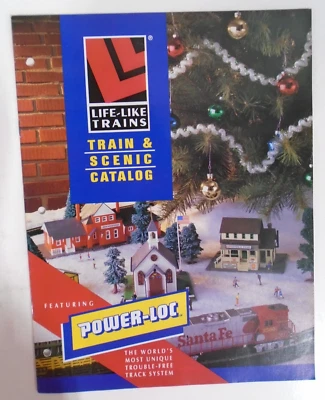 LIFE-LIKE
TRAINS
®
TRAIN &
SCENIC
CATALOG
FEATURING
POWER-LOC
THE WORLD'S
MOST UNIQUE
TROUBLE-FREE
TRACK SYSTEM
Santa Fe